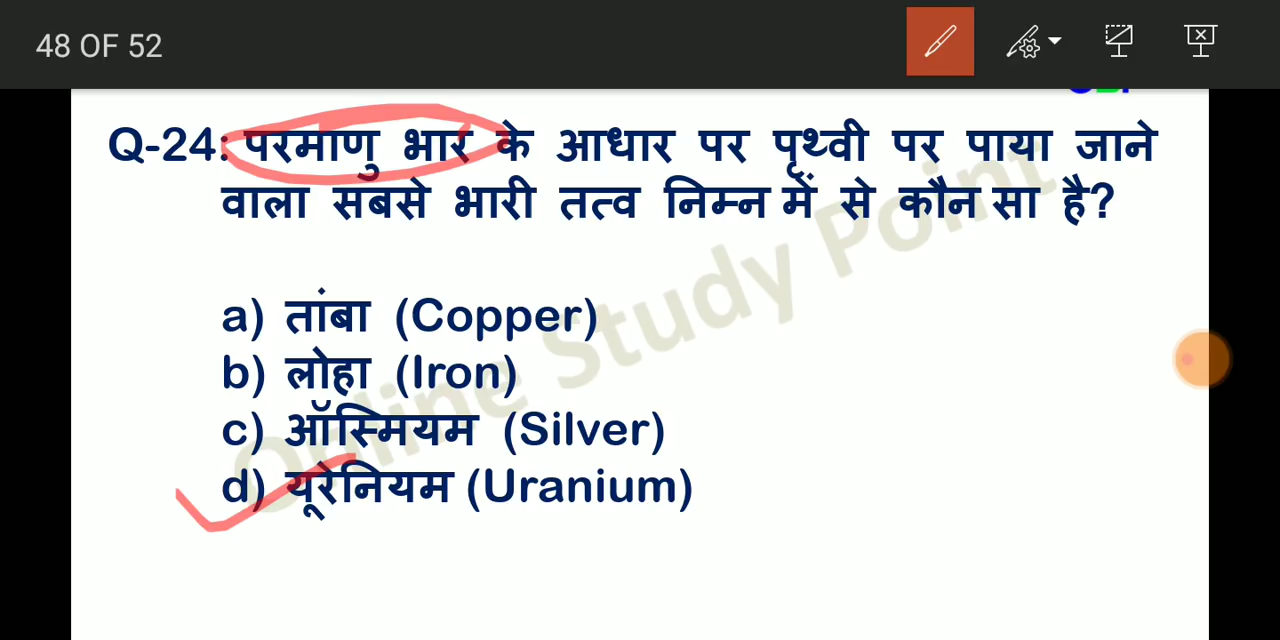 48 OF 52
Q-24: परमाणु भार के आधार पर पृथ्वी पर पाया जाने
वाला सबसे भारी तत्व निम्न में से कौन सा है?
a) तांबा (Copper)
b) लोहा (Iron)
c) ऑस्मियम (Silver)
d) यूरेनियम (Uranium)
Online Study Point